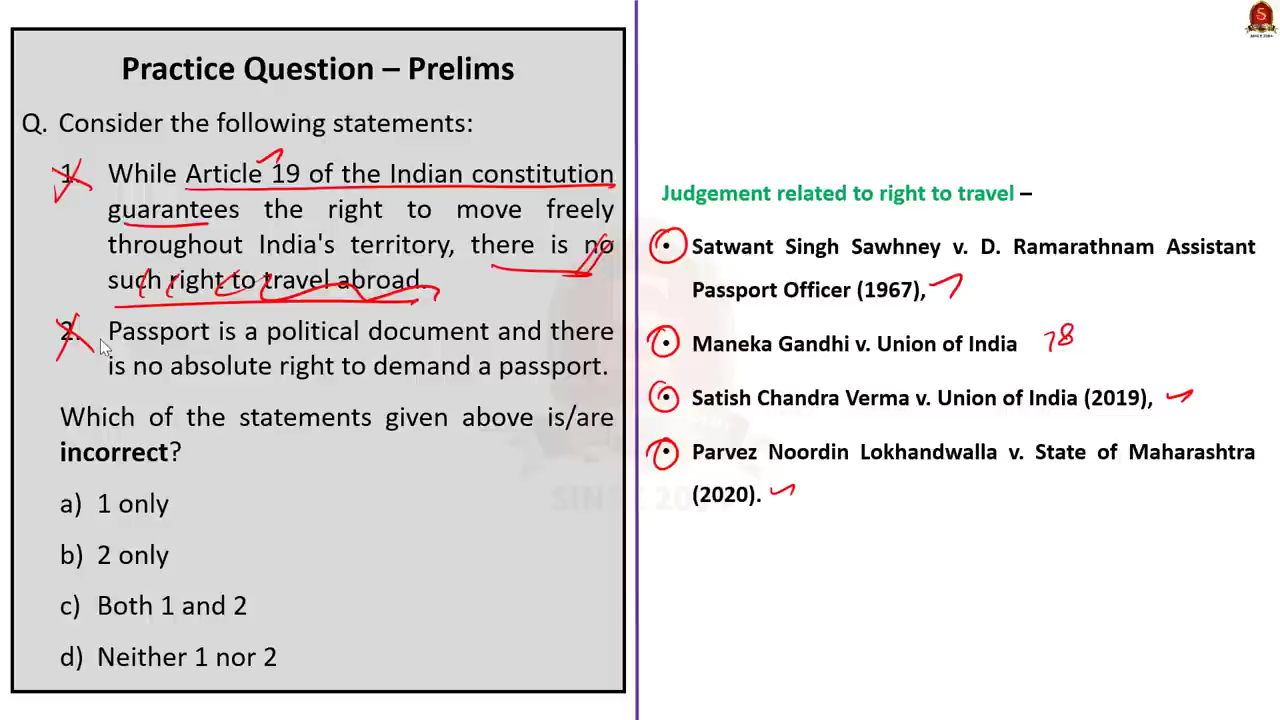 Practice Question – Prelims
Q. Consider the following statements:
1. While Article 19 of the Indian constitution
guarantees the right to move freely
throughout India's territory, there is no
such right to travel abroad.
2. Passport is a political document and there
is no absolute right to demand a passport.
Which of the statements given above is/are
incorrect?
a) 1 only
b) 2 only
c) Both 1 and 2
d) Neither 1 nor 2
S
SINCE 2004
Judgement related to right to travel –
• Satwant Singh Sawhney v. D. Ramarathnam Assistant
Passport Officer (1967),
• Maneka Gandhi v. Union of India 78
• Satish Chandra Verma v. Union of India (2019),
• Parvez Noordin Lokhandwalla v. State of Maharashtra
(2020).